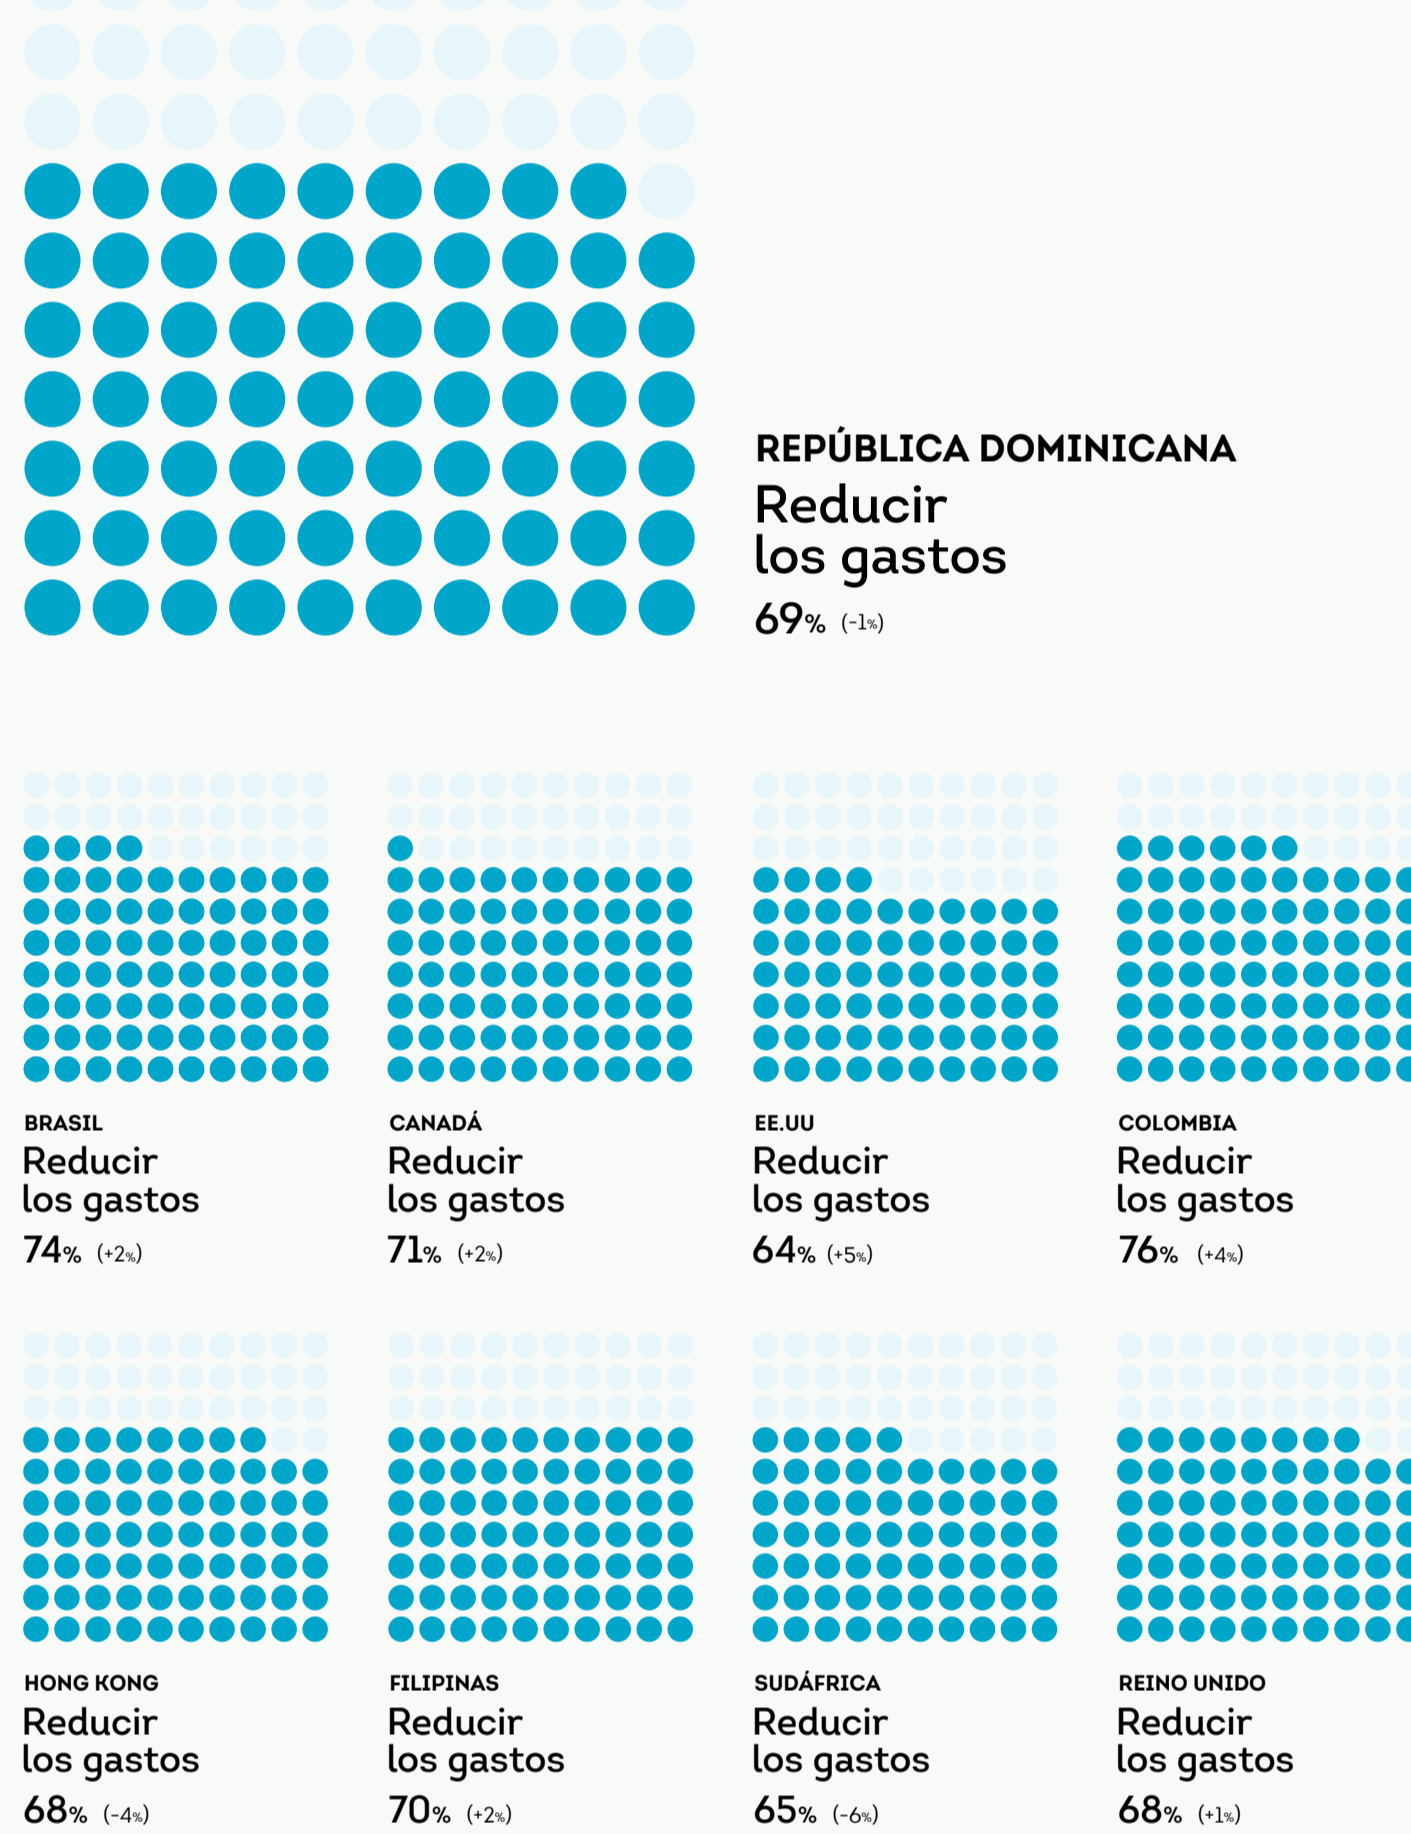 REPÚBLICA DOMINICANA
Reducir
los gastos
69% (-1%)
BRASIL
Reducir
los gastos
74% (+2%)
CANADÁ
Reducir
los gastos
71% (+2%)
EE.UU
Reducir
los gastos
64% (+5%)
COLOMBIA
Reducir
los gastos
76% (+4%)
HONG KONG
Reducir
los gastos
68% (-4%)
FILIPINAS
Reducir
los gastos
70% (+2%)
SUDÁFRICA
Reducir
los gastos
65% (-6%)
REINO UNIDO
Reducir
los gastos
68% (+1%)